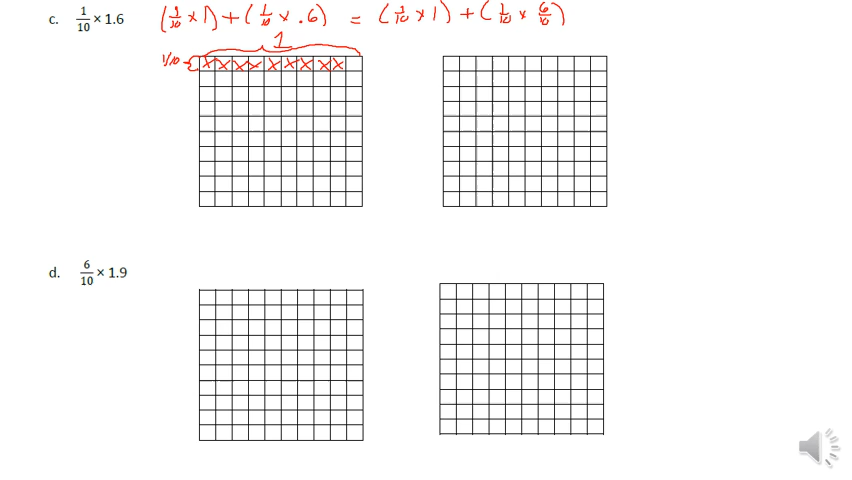 c. 1/10 × 1.6 (1/10 × 1) + (1/10 × .6) = (1/10 × 1) + (1/10 × 6/10)
1
1/10 X X X X X X X X X
d. 6/10 × 1.9